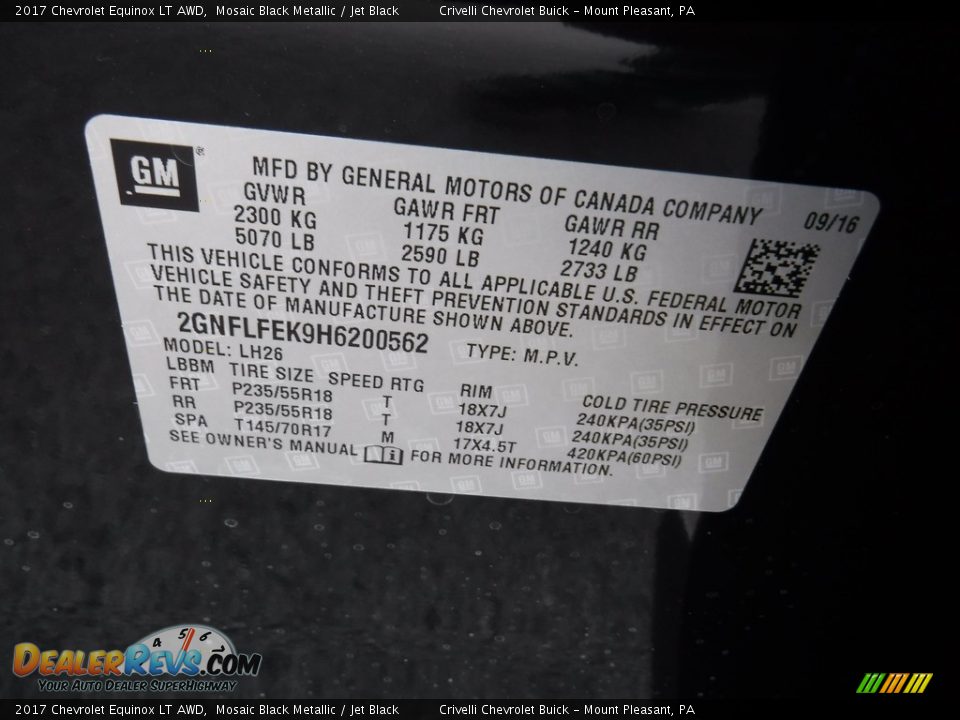 2017 Chevrolet Equinox LT AWD, Mosaic Black Metallic / Jet Black Crivelli Chevrolet Buick - Mount Pleasant, PA
GM ®
MFD BY GENERAL MOTORS OF CANADA COMPANY
GVWR GAWR FRT GAWR RR 09/16
2300 KG 1175 KG 1240 KG
5070 LB 2590 LB 2733 LB
THIS VEHICLE CONFORMS TO ALL APPLICABLE U.S. FEDERAL MOTOR
VEHICLE SAFETY AND THEFT PREVENTION STANDARDS IN EFFECT ON
THE DATE OF MANUFACTURE SHOWN ABOVE.
2GNFLFEK9H6200562 TYPE: M.P.V.
MODEL: LH26
LBBM TIRE SIZE SPEED RTG RIM COLD TIRE PRESSURE
FRT P235/55R18 T 18X7J 240KPA(35PSI)
RR P235/55R18 T 18X7J 240KPA(35PSI)
SPA T145/70R17 M 17X4.5T 420KPA(60PSI)
SEE OWNER'S MANUAL i FOR MORE INFORMATION.
4 5 6
DealerRevs.com
Your Auto Dealer SuperHighway
2017 Chevrolet Equinox LT AWD, Mosaic Black Metallic / Jet Black Crivelli Chevrolet Buick - Mount Pleasant, PA